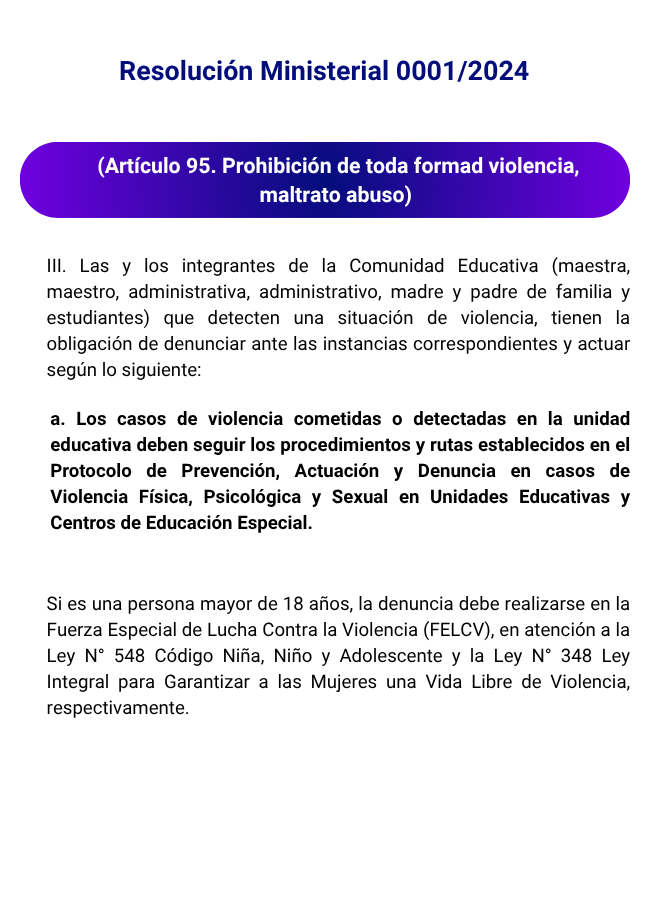 Resolución Ministerial 0001/2024
(Artículo 95. Prohibición de toda formad violencia,
maltrato abuso)
III. Las y los integrantes de la Comunidad Educativa (maestra,
maestro, administrativa, administrativo, madre y padre de familia y
estudiantes) que detecten una situación de violencia, tienen la
obligación de denunciar ante las instancias correspondientes y actuar
según lo siguiente:
a. Los casos de violencia cometidas o detectadas en la unidad
educativa deben seguir los procedimientos y rutas establecidos en el
Protocolo de Prevención, Actuación y Denuncia en casos de
Violencia Física, Psicológica y Sexual en Unidades Educativas y
Centros de Educación Especial.
Si es una persona mayor de 18 años, la denuncia debe realizarse en la
Fuerza Especial de Lucha Contra la Violencia (FELCV), en atención a la
Ley N° 548 Código Niña, Niño y Adolescente y la Ley N° 348 Ley
Integral para Garantizar a las Mujeres una Vida Libre de Violencia,
respectivamente.